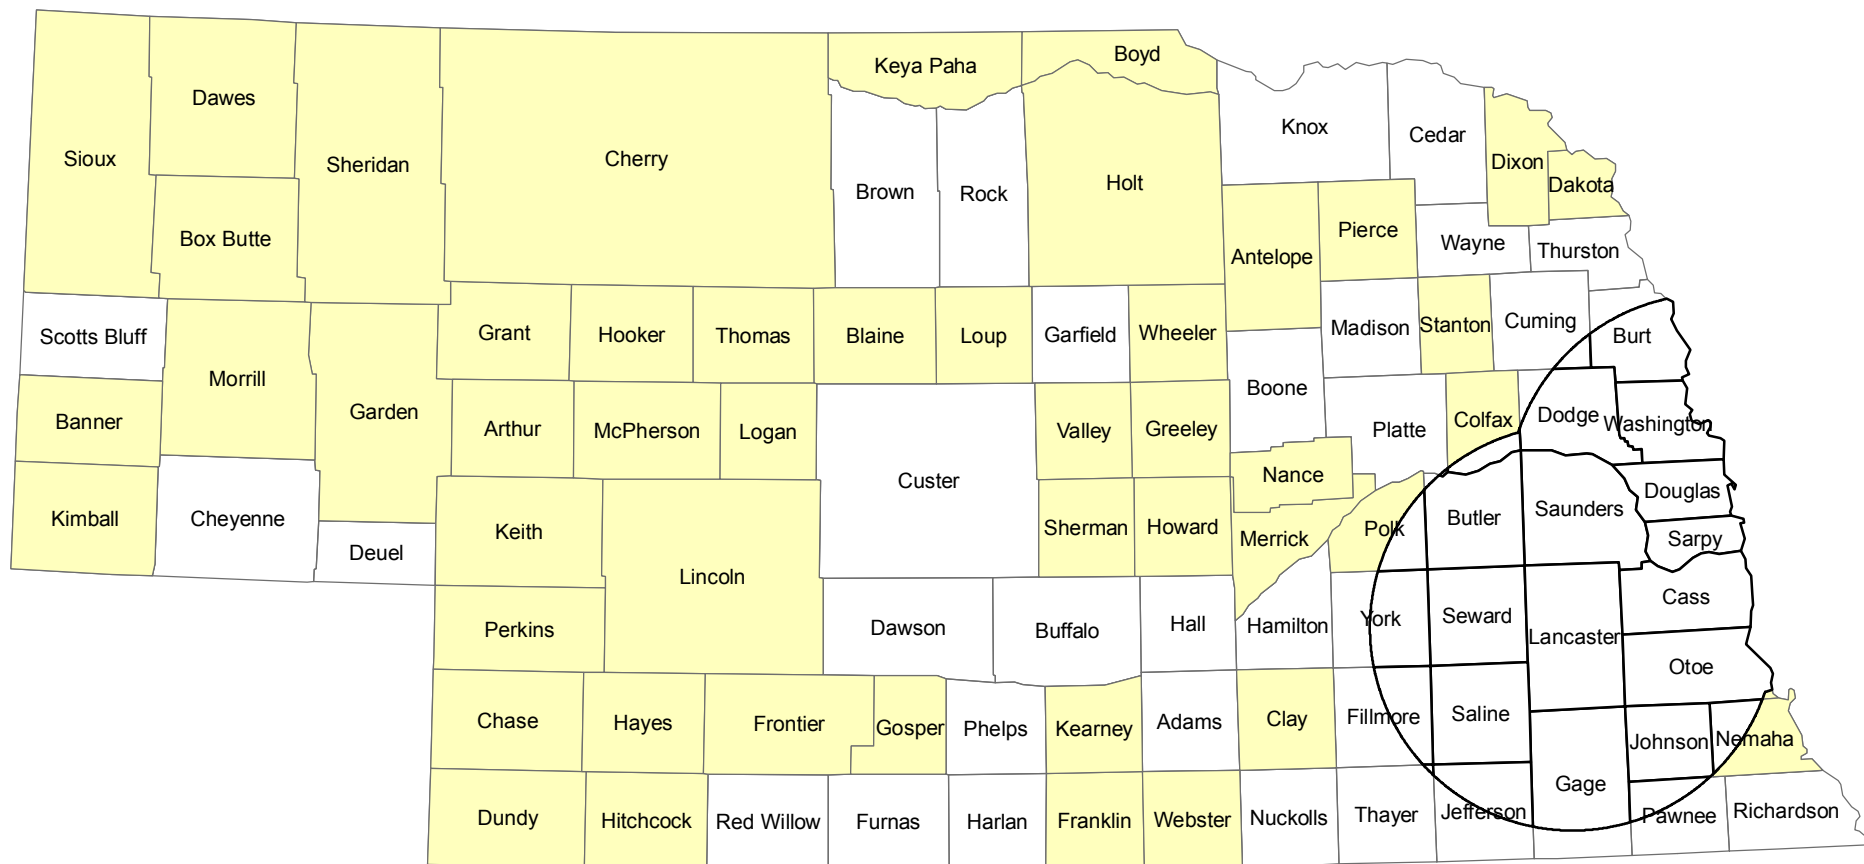 Boyd
Keya Paha
Dawes
Knox
Cedar
Sioux
Sheridan
Cherry
Dixon
Holt
Dakota
Brown
Rock
Box Butte
Pierce
Wayne
Thurston
Antelope
Scotts Bluff
Grant
Hooker
Thomas
Blaine
Loup
Garfield
Wheeler
Madison
Stanton
Cuming
Burt
Morrill
Boone
Garden
Dodge
Banner
Arthur
McPherson
Logan
Valley
Greeley
Platte
Colfax
Washington
Nance
Custer
Douglas
Kimball
Cheyenne
Keith
Sherman
Howard
Merrick
Polk
Butler
Saunders
Sarpy
Deuel
Lincoln
Cass
Perkins
Dawson
Buffalo
Hall
Hamilton
York
Seward
Lancaster
Otoe
Chase
Hayes
Frontier
Gosper
Phelps
Kearney
Adams
Clay
Fillmore
Saline
Johnson
Nemaha
Gage
Dundy
Hitchcock
Red Willow
Furnas
Harlan
Franklin
Webster
Nuckolls
Thayer
Jefferson
Pawnee
Richardson